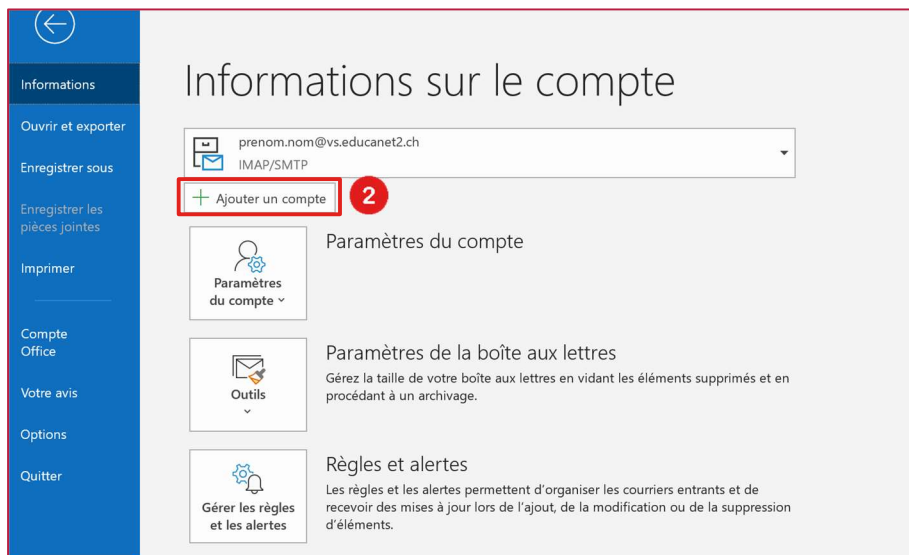 Informations
Ouvrir et exporter
Enregistrer sous
Enregistrer les
pièces jointes
Imprimer
Compte
Office
Votre avis
Options
Quitter
Informations sur le compte
prenom.nom@vs.educanet2.ch
IMAP/SMTP
Ajouter un compte
2
Paramètres
du compte
Paramètres du compte
Outils
Paramètres de la boîte aux lettres
Gérez la taille de votre boîte aux lettres en vidant les éléments supprimés et en
procédant à un archivage.
Gérer les règles
et les alertes
Règles et alertes
Les règles et les alertes permettent d'organiser les courriers entrants et de
recevoir des mises à jour lors de l'ajout, de la modification ou de la suppression
d'éléments.